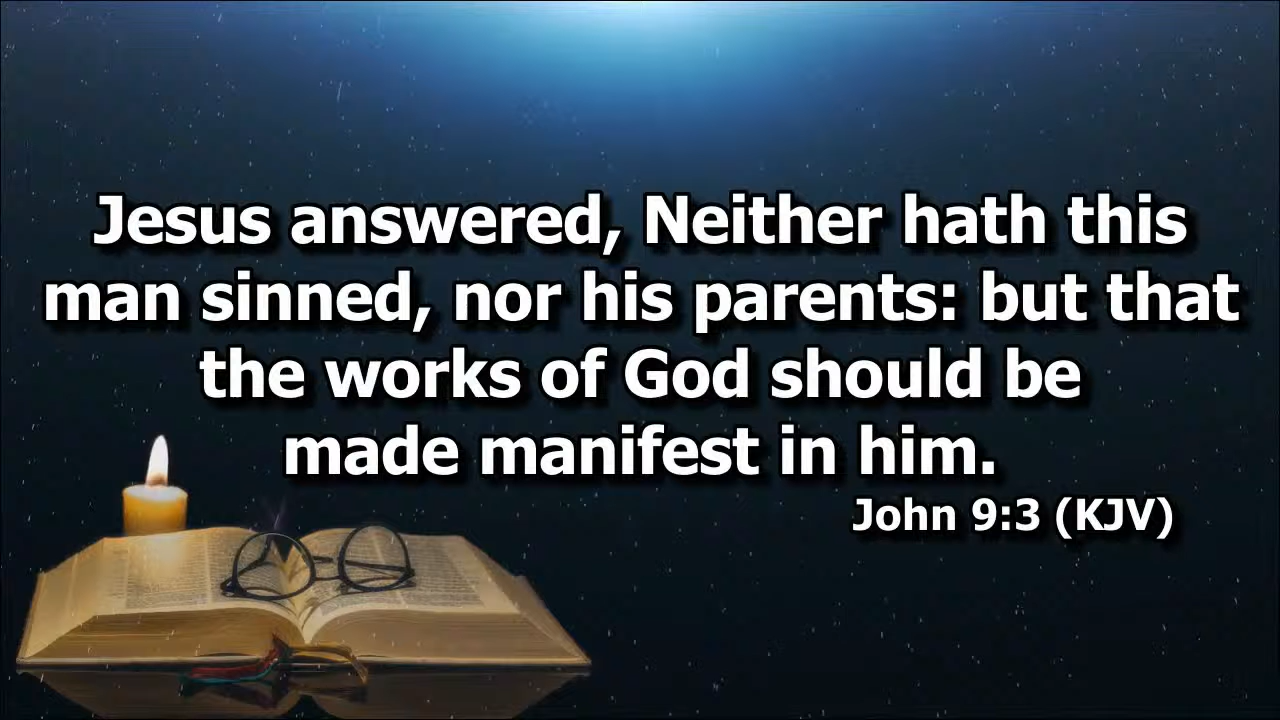 Jesus answered, Neither hath this
man sinned, nor his parents: but that
the works of God should be
made manifest in him.
John 9:3 (KJV)